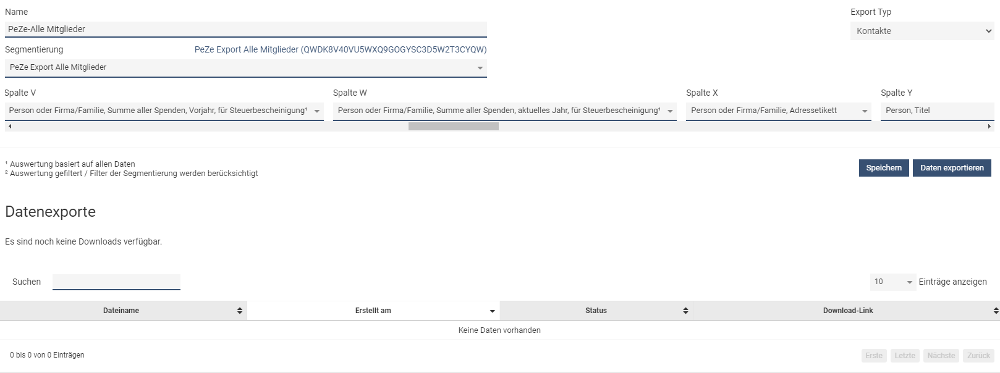 Name
Export Typ
PeZe-Alle Mitglieder
Kontakte
Segmentierung
PeZe Export Alle Mitglieder (QWDK8V40VU5WXQ9GOGYSC3D5W2T3CYQW)
PeZe Export Alle Mitglieder
Spalte V
Spalte W
Spalte X
Spalte Y
Person oder Firma/Familie, Summe aller Spenden, Vorjahr, für Steuerbescheinigung¹
Person oder Firma/Familie, Summe aller Spenden, aktuelles Jahr, für Steuerbescheinigung¹
Person oder Firma/Familie, Adressetikett
Person, Titel
¹ Auswertung basiert auf allen Daten
² Auswertung gefiltert / Filter der Segmentierung werden berücksichtigt
Speichern
Daten exportieren
Datenexporte
Es sind noch keine Downloads verfügbar.
Suchen
10
Einträge anzeigen
Dateiname
Erstellt am
Status
Download-Link
Keine Daten vorhanden
0 bis 0 von 0 Einträgen
Erste
Letzte
Nächste
Zurück